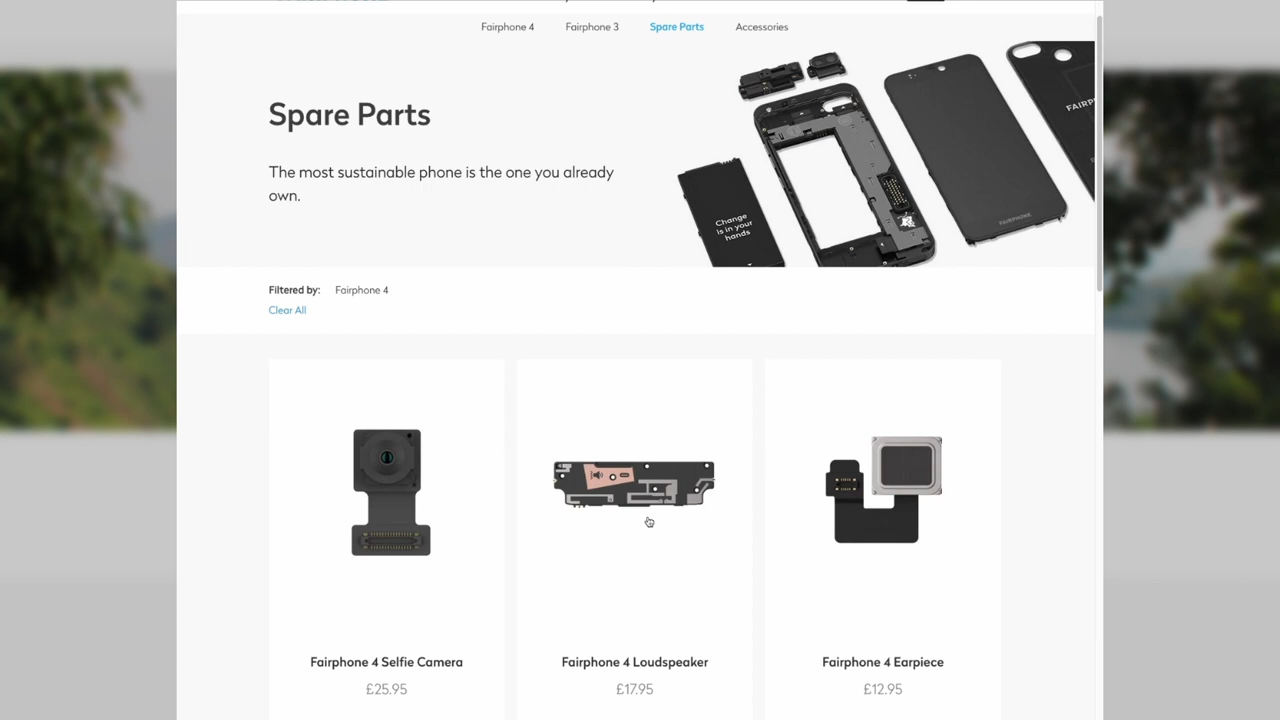 Fairphone 4 Fairphone 3 Spare Parts Accessories
Spare Parts
The most sustainable phone is the one you already
own.
Change
is in your
hands
FAIRPHONE
FAIRP
Filtered by: Fairphone 4
Clear All
Fairphone 4 Selfie Camera
£25.95
Fairphone 4 Loudspeaker
£17.95
Fairphone 4 Earpiece
£12.95